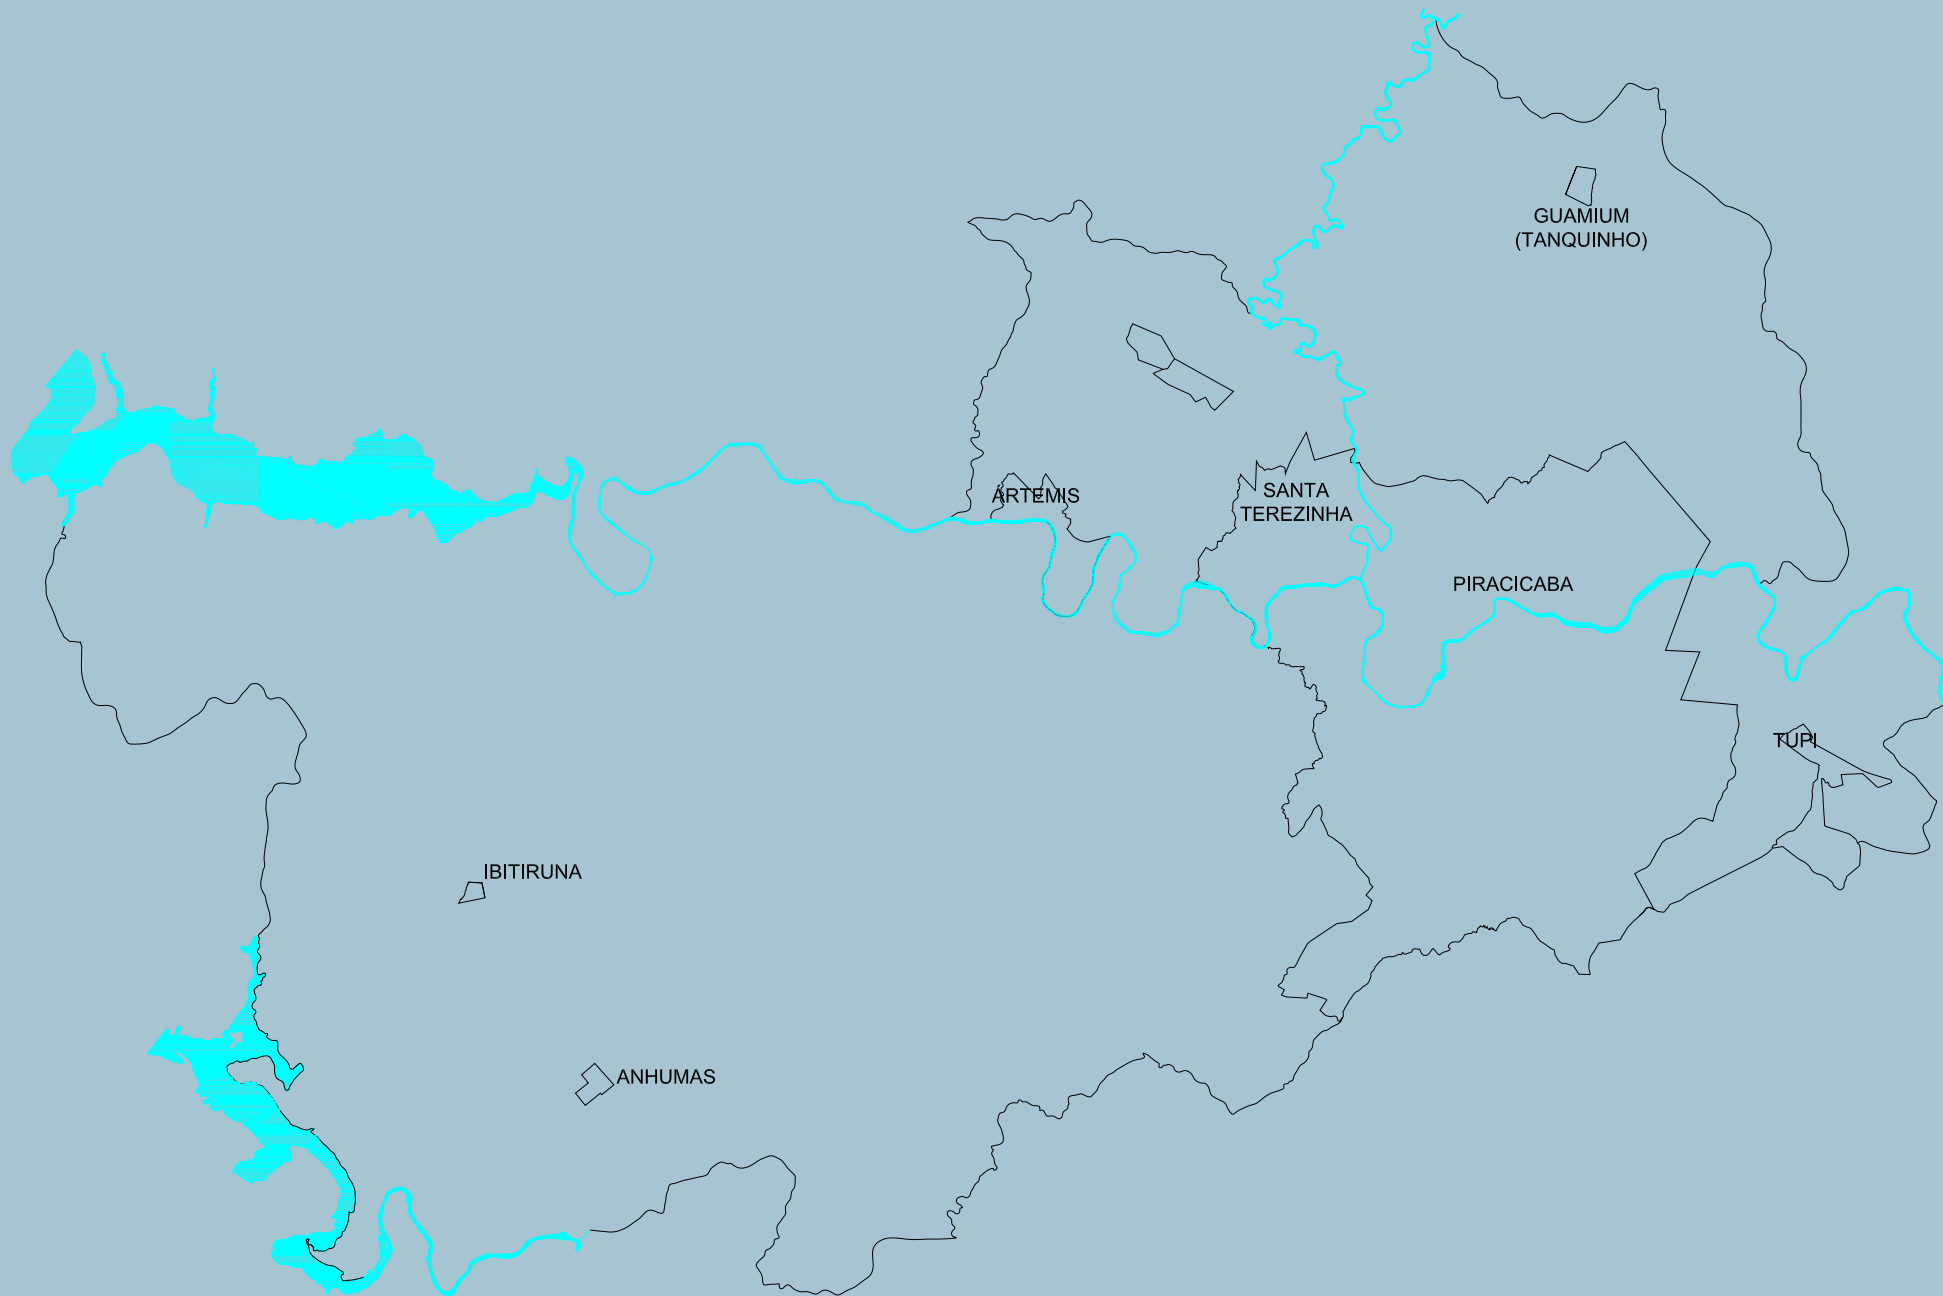 GUAMIUM
(TANQUINHO)
ARTEMIS
SANTA
TEREZINHA
PIRACICABA
TUPI
IBITIRUNA
ANHUMAS